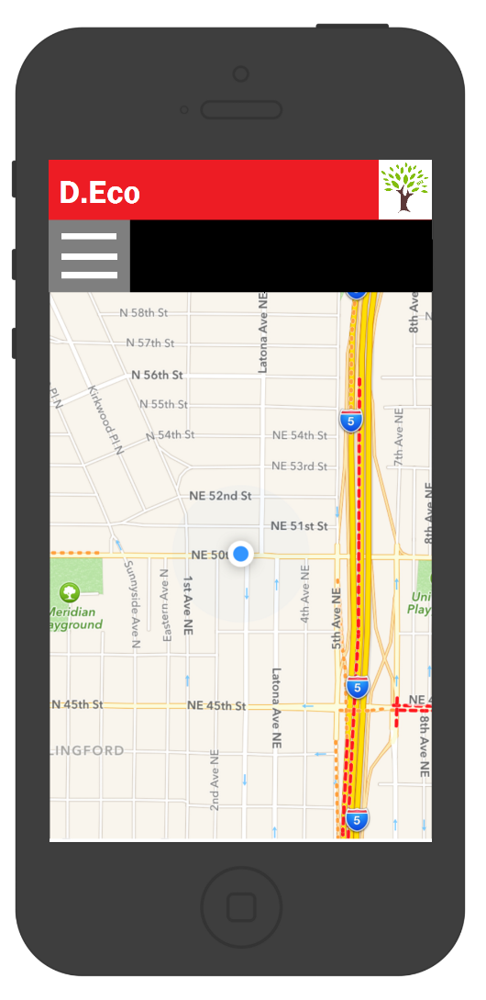 D.Eco
N 58th St
Latona Ave NE
8th Ave
N 57th St
N 56th St
Pl N
Kirkwood Pl N
N 55th St
N 54th St
NE 54th St
5
7th Ave NE
NE 53rd St
NE 52nd St
8th Ave NE
NE 51st St
NE 50t
Sunnyside Ave N
Eastern Ave N
1st Ave NE
4th Ave NE
5th Ave NE
Meridian
ayground
Uni
Play
Latona Ave NE
5
N 45th St
NE 45th St
NE 4
8th Ave NE
LINGFORD
2nd Ave NE
5